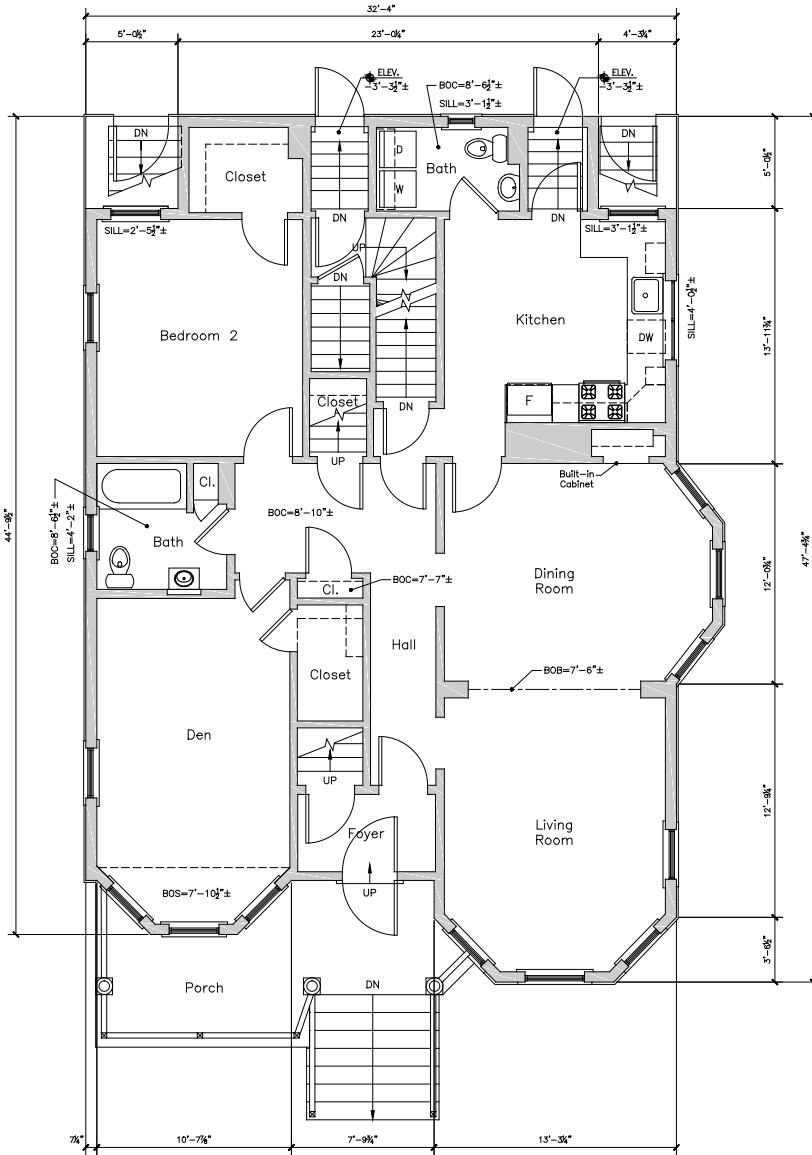 32'-4"
5'-0½" 23'-0¼" 4'-3¾"
ELEV.
-3'-3½"±
ELEV.
-3'-3½"±
BOC=8'-6½"±
SILL=3'-1½"±
DN
DN
D
Bath
W
Closet
5'-0½"
DN
DN
SILL=2'-5½"±
SILL=3'-1½"±
UP
DN
SILL=4'-0½"±
Kitchen
Bedroom 2
DW
13'-11¾"
Closet
F
DN
UP
Built-in
Cabinet
Cl.
BOC=8'-10"±
BOC=8'-6½"±
SILL=4'-2"±
44'-9½"
47'-4¾"
Bath
BOC=7'-7"±
Cl.
Dining
Room
12'-0¾"
Hall
Closet
BOB=7'-6"±
Den
UP
12'-9¼"
Foyer
Living
Room
UP
BOS=7'-10½"±
3'-6½"
Porch
DN
7¼" 10'-7⅞" 7'-9¾" 13'-3¼"